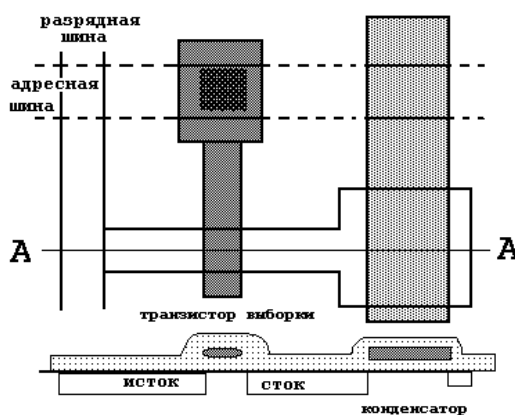 разрядная
шина
адресная
шина
А А
транзистор выборки
исток сток
конденсатор